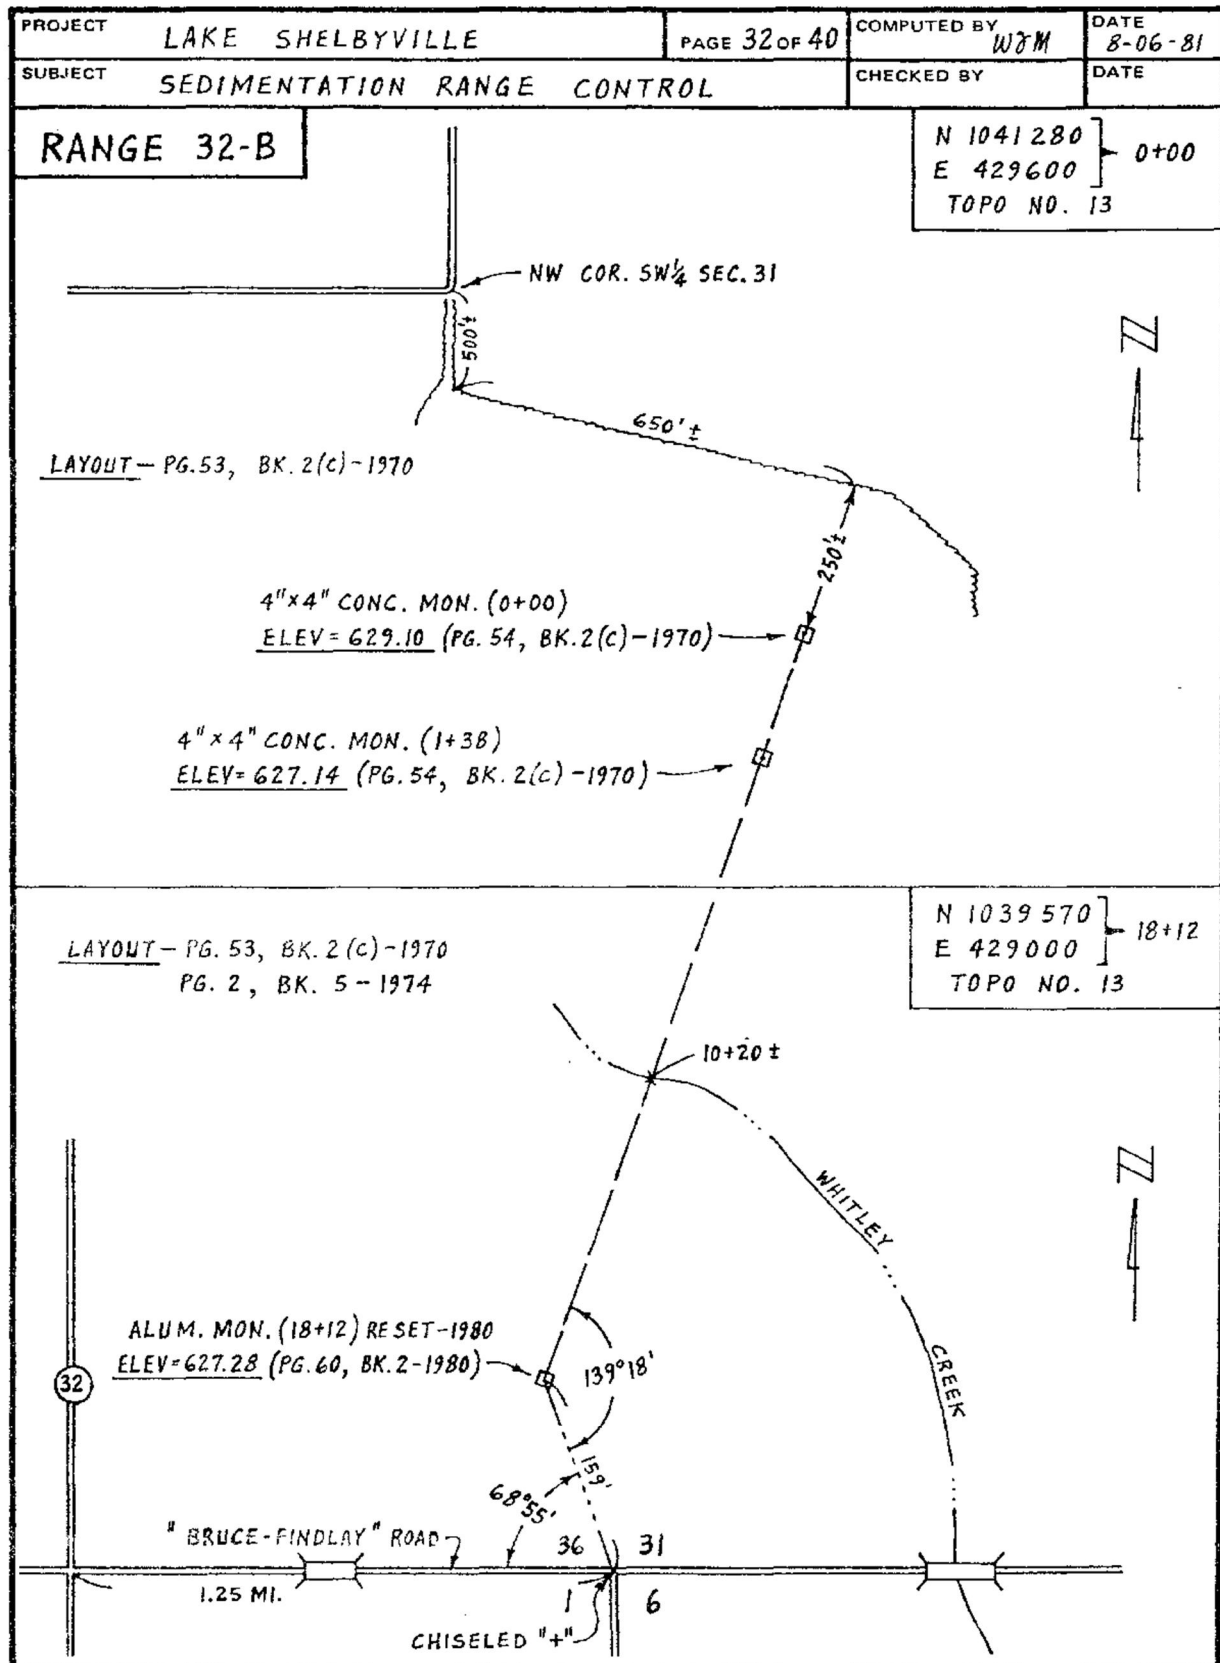 PROJECT LAKE SHELBYVILLE
PAGE 32 OF 40
COMPUTED BY WJM
DATE 8-06-81
SUBJECT SEDIMENTATION RANGE CONTROL
CHECKED BY
DATE
RANGE 32-B
N 1041280
E 429600
0+00
TOPO NO. 13
NW COR. SW¼ SEC. 31
500'±
650'±
LAYOUT - PG.53, BK. 2(C)-1970
250'±
4"x4" CONC. MON. (0+00)
ELEV = 629.10 (PG. 54, BK.2(C)-1970)
4"x4" CONC. MON. (1+38)
ELEV= 627.14 (PG.54, BK. 2(C)-1970)
N 1039570
E 429000
18+12
TOPO NO. 13
LAYOUT - PG. 53, BK. 2(C)-1970
PG. 2, BK. 5-1974
10+20 ±
WHITLEY
CREEK
ALUM. MON. (18+12) RESET-1980
ELEV=627.28 (PG.60, BK.2-1980)
139°18'
32
159'
68°55'
"BRUCE-FINDLAY" ROAD
36 31
1.25 MI.
1 6
CHISELED "+"